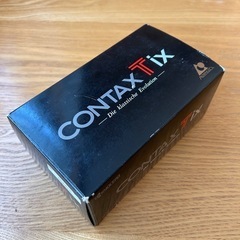 CONTAX Tix
Die klassische Evolution